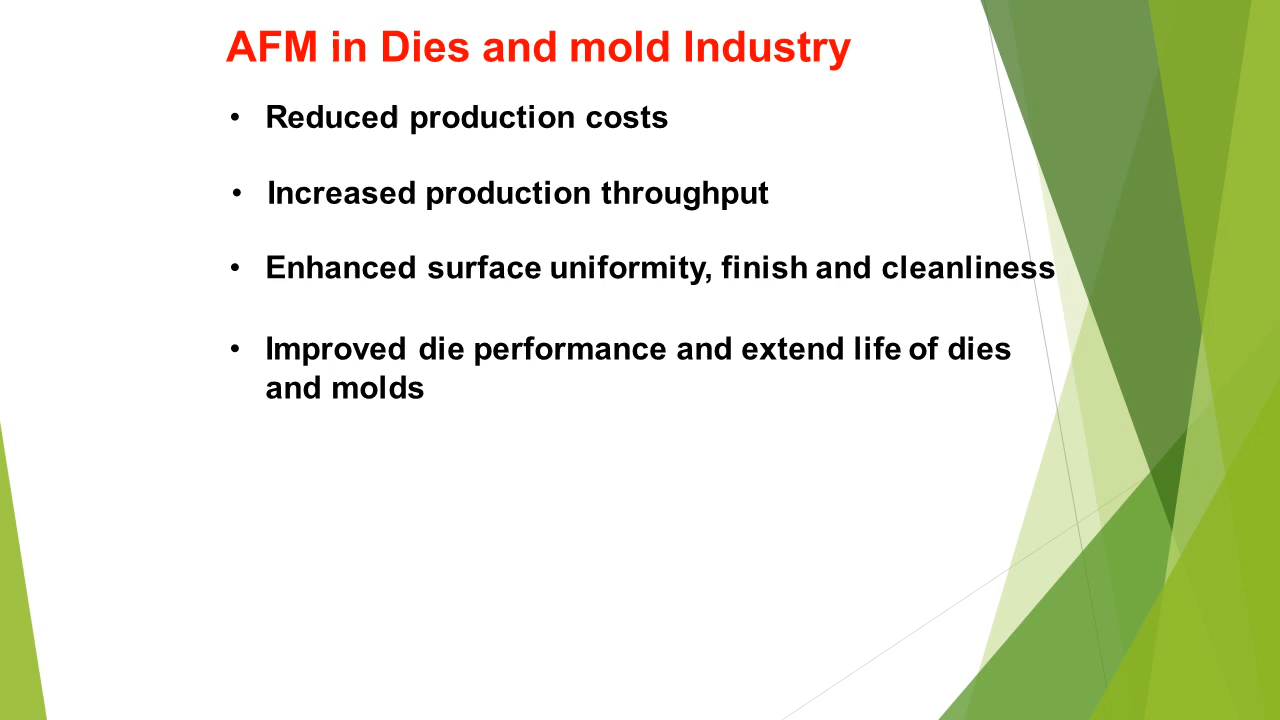 AFM in Dies and mold Industry
• Reduced production costs
• Increased production throughput
• Enhanced surface uniformity, finish and cleanliness
• Improved die performance and extend life of dies
and molds